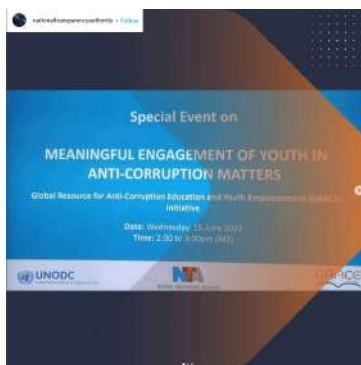 nationaltransparencyauthority • Follow
Special Event on
MEANINGFUL ENGAGEMENT OF YOUTH IN
ANTI-CORRUPTION MATTERS
Global Resource for Anti-Corruption Education and Youth Empowerment (GRACE)
Initiative
Date: Wednesday, 15 June 2022
Time: 2.00 to 3.00pm (M2)
UNODC
NTA
GRACE